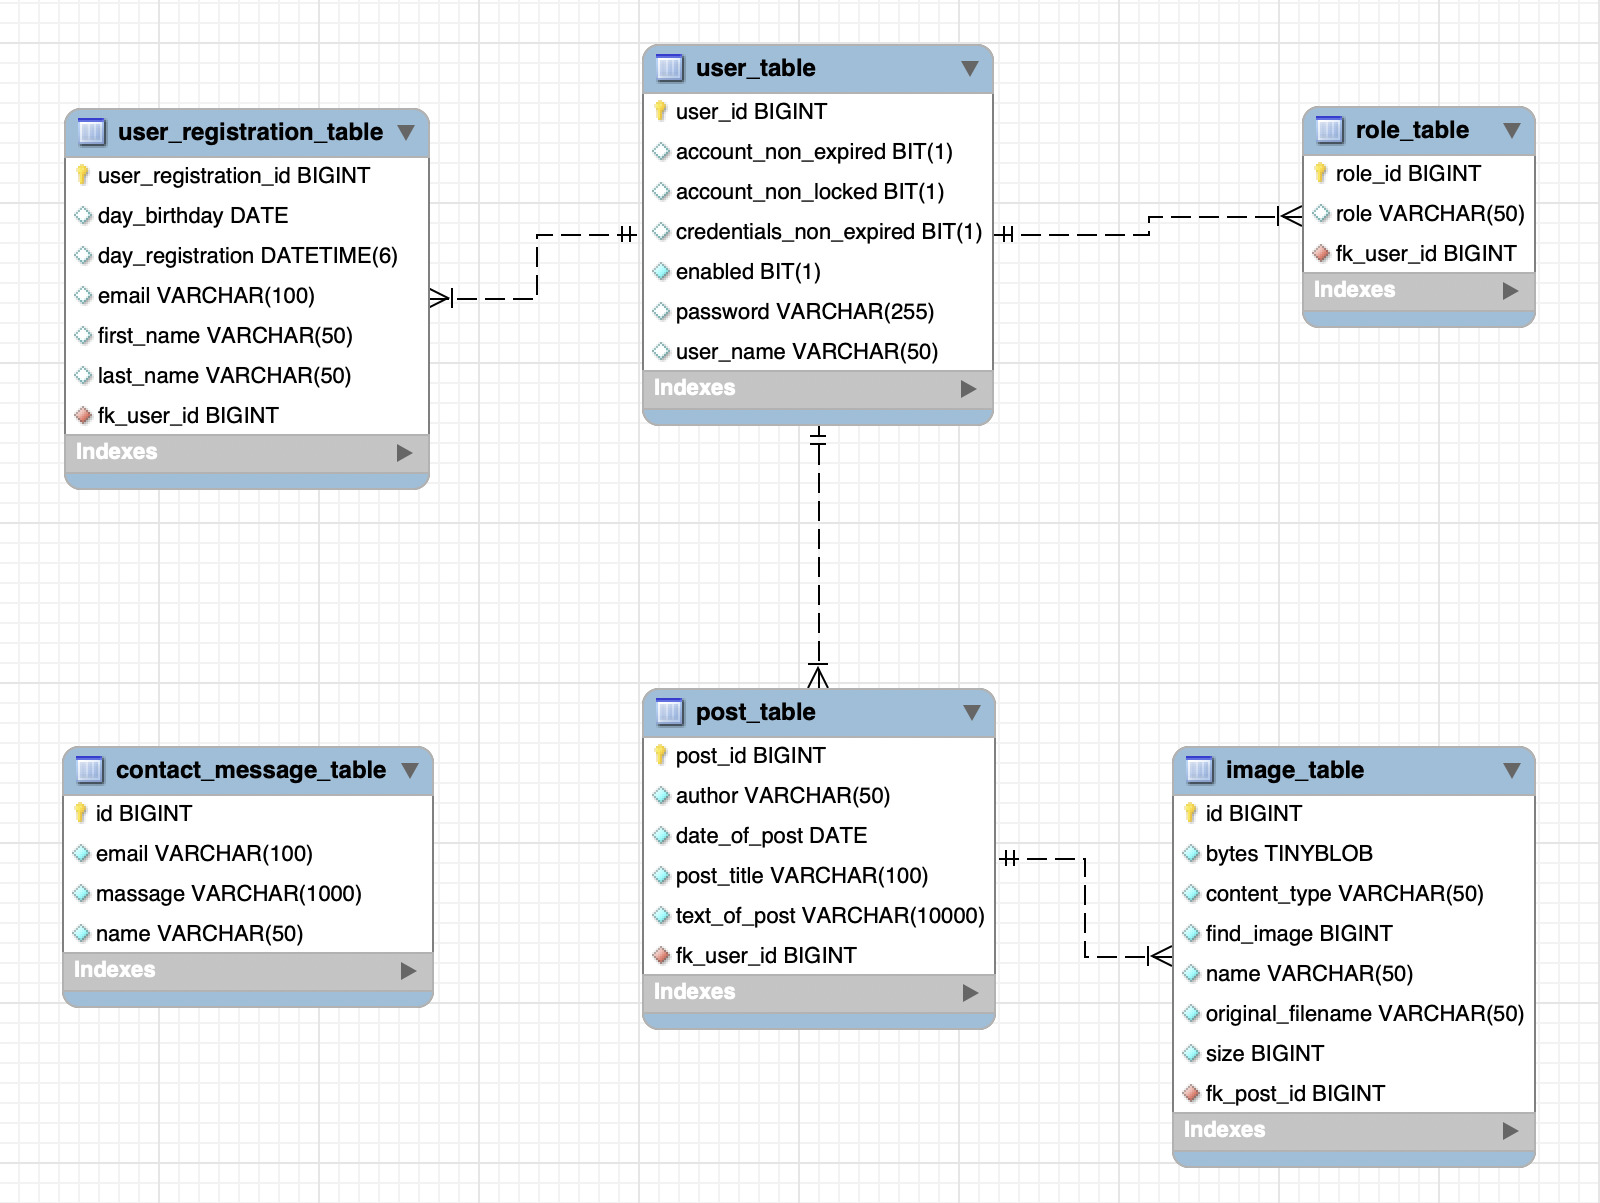 user_table
user_id BIGINT
account_non_expired BIT(1)
account_non_locked BIT(1)
credentials_non_expired BIT(1)
enabled BIT(1)
password VARCHAR(255)
user_name VARCHAR(50)
Indexes
user_registration_table
user_registration_id BIGINT
day_birthday DATE
day_registration DATETIME(6)
email VARCHAR(100)
first_name VARCHAR(50)
last_name VARCHAR(50)
fk_user_id BIGINT
Indexes
role_table
role_id BIGINT
role VARCHAR(50)
fk_user_id BIGINT
Indexes
contact_message_table
id BIGINT
email VARCHAR(100)
massage VARCHAR(1000)
name VARCHAR(50)
Indexes
post_table
post_id BIGINT
author VARCHAR(50)
date_of_post DATE
post_title VARCHAR(100)
text_of_post VARCHAR(10000)
fk_user_id BIGINT
Indexes
image_table
id BIGINT
bytes TINYBLOB
content_type VARCHAR(50)
find_image BIGINT
name VARCHAR(50)
original_filename VARCHAR(50)
size BIGINT
fk_post_id BIGINT
Indexes